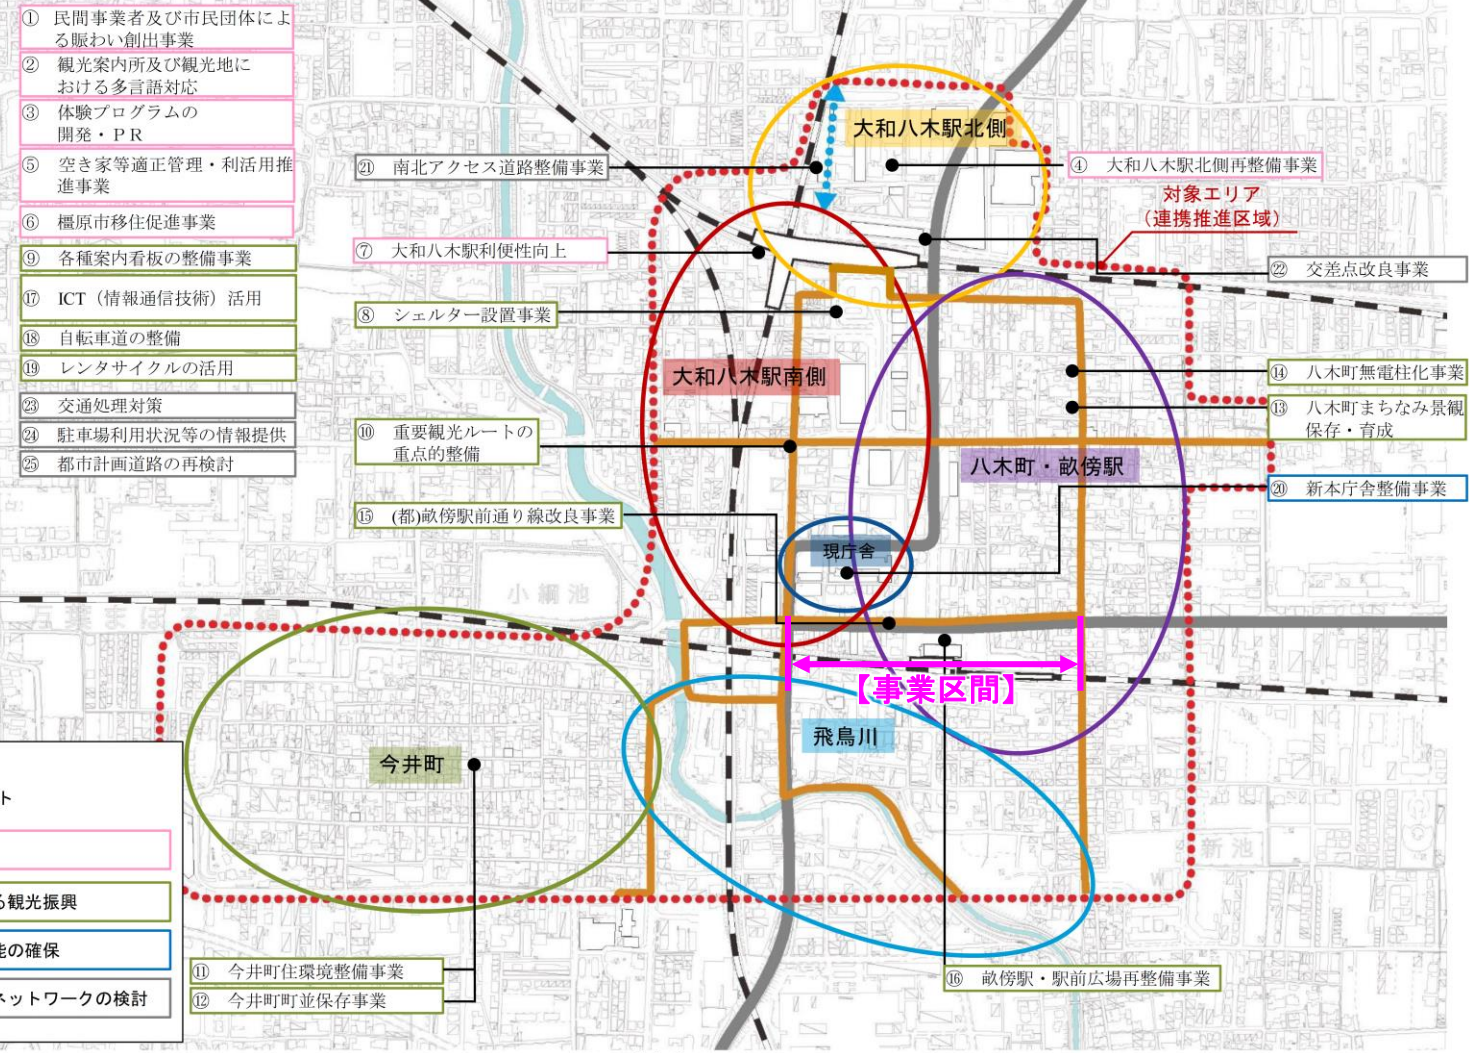 ① 民間事業者及び市民団体によ
る賑わい創出事業
② 観光案内所及び観光地に
おける多言語対応
③ 体験プログラムの
開発・ＰＲ
⑤ 空き家等適正管理・利活用推
進事業
⑥ 橿原市移住促進事業
⑨ 各種案内看板の整備事業
⑰ ICT（情報通信技術）活用
⑱ 自転車道の整備
⑲ レンタサイクルの活用
㉓ 交通処理対策
㉔ 駐車場利用状況等の情報提供
㉕ 都市計画道路の再検討
大和八木駅北側
㉑ 南北アクセス道路整備事業
④ 大和八木駅北側再整備事業
対象エリア
（連携推進区域）
⑦ 大和八木駅利便性向上
㉒ 交差点改良事業
⑧ シェルター設置事業
大和八木駅南側
⑭ 八木町無電柱化事業
⑬ 八木町まちなみ景観
保存・育成
⑩ 重要観光ルートの
重点的整備
八木町・畝傍駅
⑳ 新本庁舎整備事業
⑮ (都)畝傍駅前通り線改良事業
現庁舎
小綱池
【事業区間】
飛鳥川
今井町
新池
ト
る観光振興
能の確保
ネットワークの検討
⑪ 今井町住環境整備事業
⑫ 今井町町並保存事業
⑯ 畝傍駅・駅前広場再整備事業